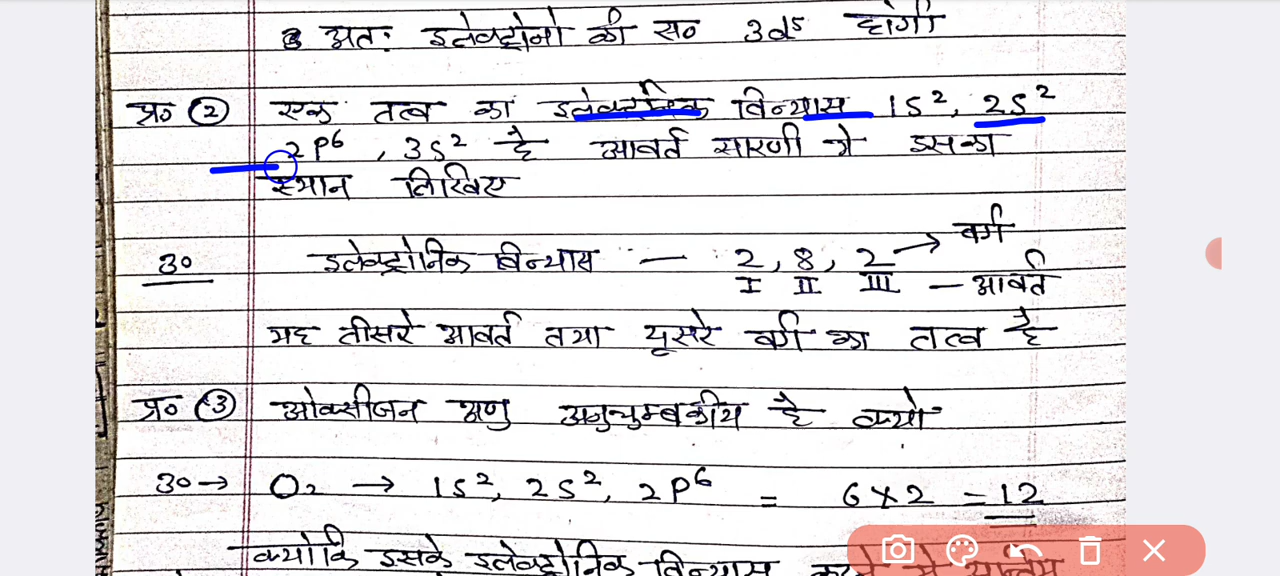 अतः इलेक्ट्रोनो की स० 3d⁵ होगी
प्र० ② एक तत्व का इलेक्ट्रोनिक विन्यास 1S², 2S²
2P⁶, 3S² है आवर्त सारणी मे इसका
स्थान लिखिए
→ वर्ग
उ० इलेक्ट्रोनिक विन्यास :— 2, 8, 2
I II III — आवर्त
यह तीसरे आवर्त तथा दूसरे वर्ग का तत्व है
प्र० ③ ओक्सीजन अणु अनुचुम्बकीय है क्यो
उ० → O₂ → 1S², 2S², 2P⁶ = 6×2 = 12
क्योकि इसके इलेक्ट्रोनिक विन्यास